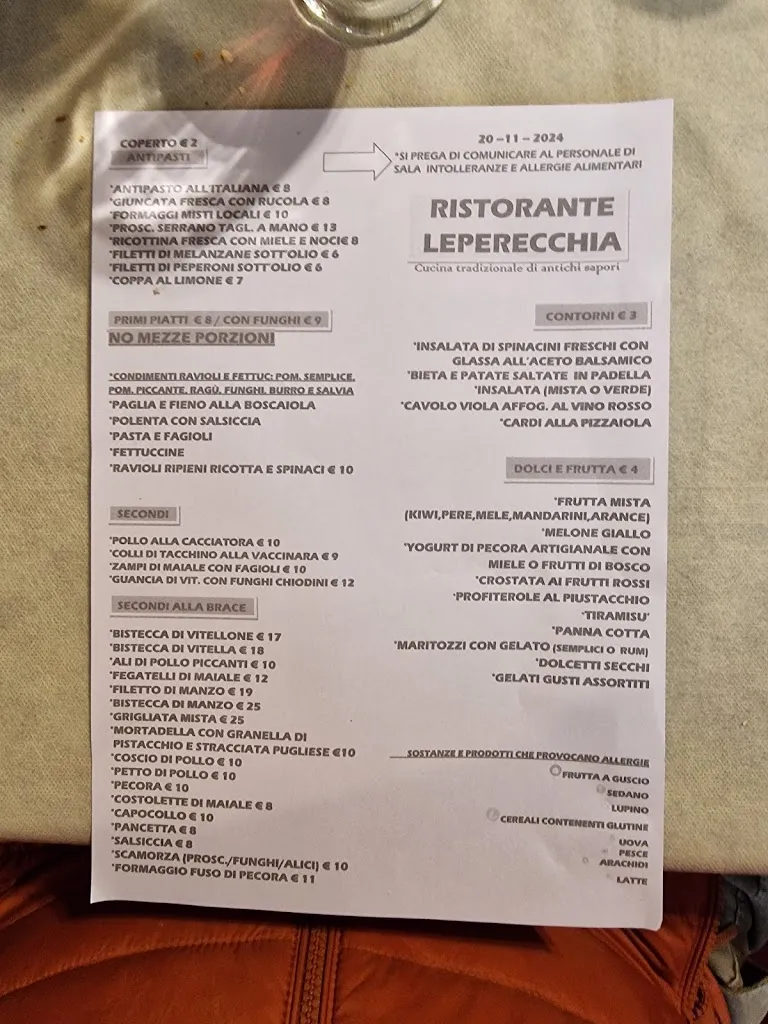 COPERTO € 2
ANTIPASTI
*ANTIPASTO ALL'ITALIANA € 8
*GIUNCATA FRESCA CON RUCOLA € 8
*FORMAGGI MISTI LOCALI € 10
*PROSC. SERRANO TAGL. A MANO € 13
*RICOTTINA FRESCA CON MIELE E NOCI€ 8
*FILETTI DI MELANZANE SOTT'OLIO € 6
*FILETTI DI PEPERONI SOTT'OLIO € 6
*COPPA AL LIMONE € 7
PRIMI PIATTI € 8 / CON FUNGHI € 9
NO MEZZE PORZIONI
*CONDIMENTI RAVIOLI E FETTUC: POM. SEMPLICE,
POM. PICCANTE, RAGÙ, FUNGHI, BURRO E SALVIA
*PAGLIA E FIENO ALLA BOSCAIOLA
*POLENTA CON SALSICCIA
*PASTA E FAGIOLI
*FETTUCCINE
*RAVIOLI RIPIENI RICOTTA E SPINACI € 10
SECONDI
*POLLO ALLA CACCIATORA € 10
*COLLI DI TACCHINO ALLA VACCINARA € 9
*ZAMPI DI MAIALE CON FAGIOLI € 10
*GUANCIA DI VIT. CON FUNGHI CHIODINI € 12
SECONDI ALLA BRACE
*BISTECCA DI VITELLONE € 17
*BISTECCA DI VITELLA € 18
*ALI DI POLLO PICCANTI € 10
*FEGATELLI DI MAIALE € 12
*FILETTO DI MANZO € 19
*BISTECCA DI MANZO € 25
*GRIGLIATA MISTA € 25
*MORTADELLA CON GRANELLA DI
PISTACCHIO E STRACCIATA PUGLIESE €10
*COSCIO DI POLLO € 10
*PETTO DI POLLO € 10
*PECORA € 10
*COSTOLETTE DI MAIALE € 8
*CAPOCOLLO € 10
*PANCETTA € 8
*SALSICCIA € 8
*SCAMORZA (PROSC./FUNGHI/ALICI) € 10
*FORMAGGIO FUSO DI PECORA € 11
20 – 11 – 2024
*SI PREGA DI COMUNICARE AL PERSONALE DI
SALA INTOLLERANZE E ALLERGIE ALIMENTARI
RISTORANTE
LEPERECCHIA
Cucina tradizionale di antichi sapori
CONTORNI € 3
*INSALATA DI SPINACINI FRESCHI CON
GLASSA ALL'ACETO BALSAMICO
*BIETA E PATATE SALTATE IN PADELLA
*INSALATA (MISTA O VERDE)
*CAVOLO VIOLA AFFOG. AL VINO ROSSO
*CARDI ALLA PIZZAIOLA
DOLCI E FRUTTA € 4
*FRUTTA MISTA
(KIWI,PERE,MELE,MANDARINI,ARANCE)
*MELONE GIALLO
*YOGURT DI PECORA ARTIGIANALE CON
MIELE O FRUTTI DI BOSCO
*CROSTATA AI FRUTTI ROSSI
*PROFITEROLE AL PIUSTACCHIO
*TIRAMISU'
*PANNA COTTA
*MARITOZZI CON GELATO (SEMPLICI O RUM)
*DOLCETTI SECCHI
*GELATI GUSTI ASSORTITI
SOSTANZE E PRODOTTI CHE PROVOCANO ALLERGIE
FRUTTA A GUSCIO
SEDANO
LUPINO
CEREALI CONTENENTI GLUTINE
UOVA
PESCE
ARACHIDI
LATTE